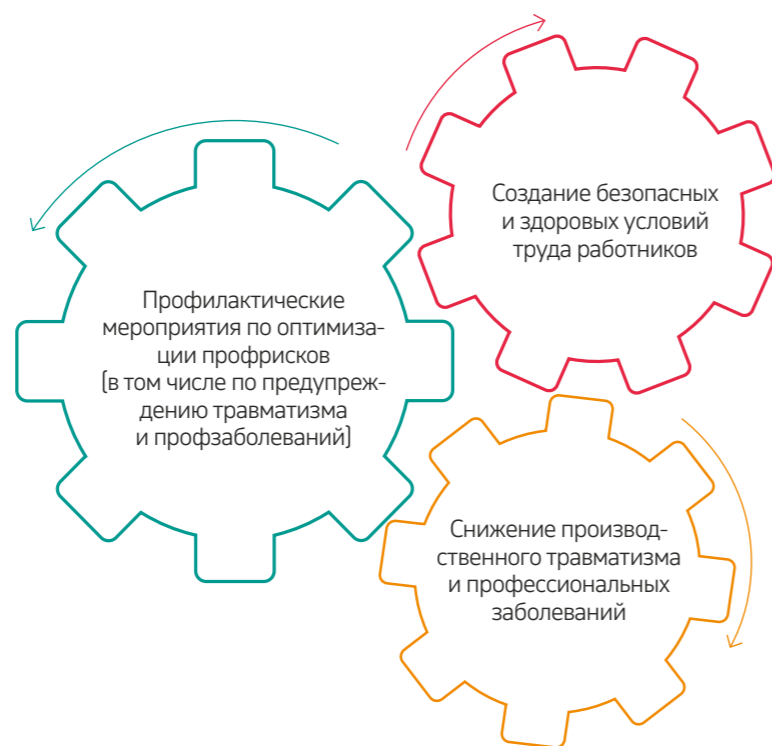 Создание безопасных
и здоровых условий
труда работников
Профилактические
мероприятия по оптимиза-
ции профрисков
(в том числе по предупреж-
дению травматизма
и профзаболеваний)
Снижение производ-
ственного травматизма
и профессиональных
заболеваний